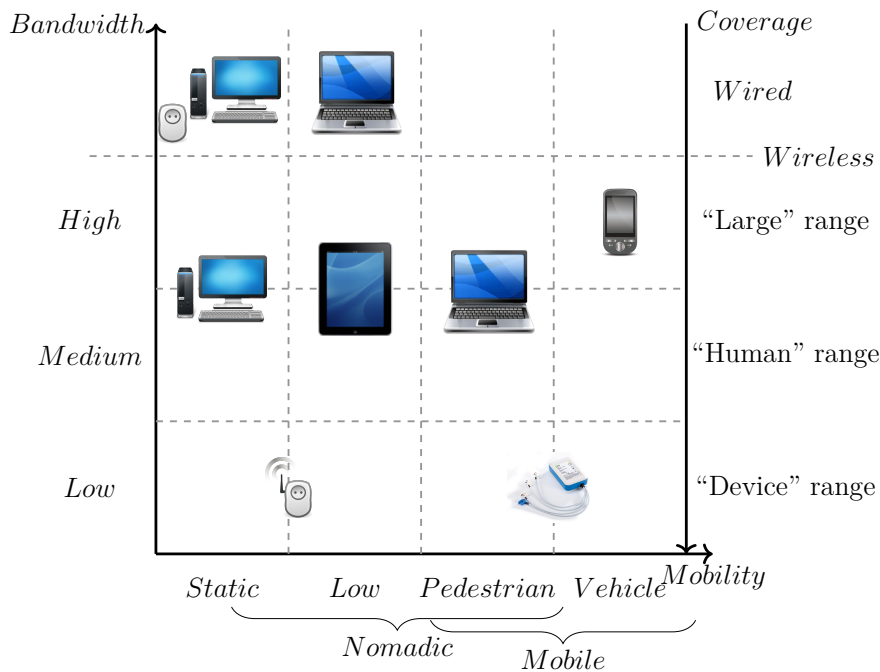 Bandwidth
Coverage
Wired
Wireless
High
“Large” range
Medium
“Human” range
Low
“Device” range
Mobility
Static
Low
Pedestrian
Vehicle
Nomadic
Mobile